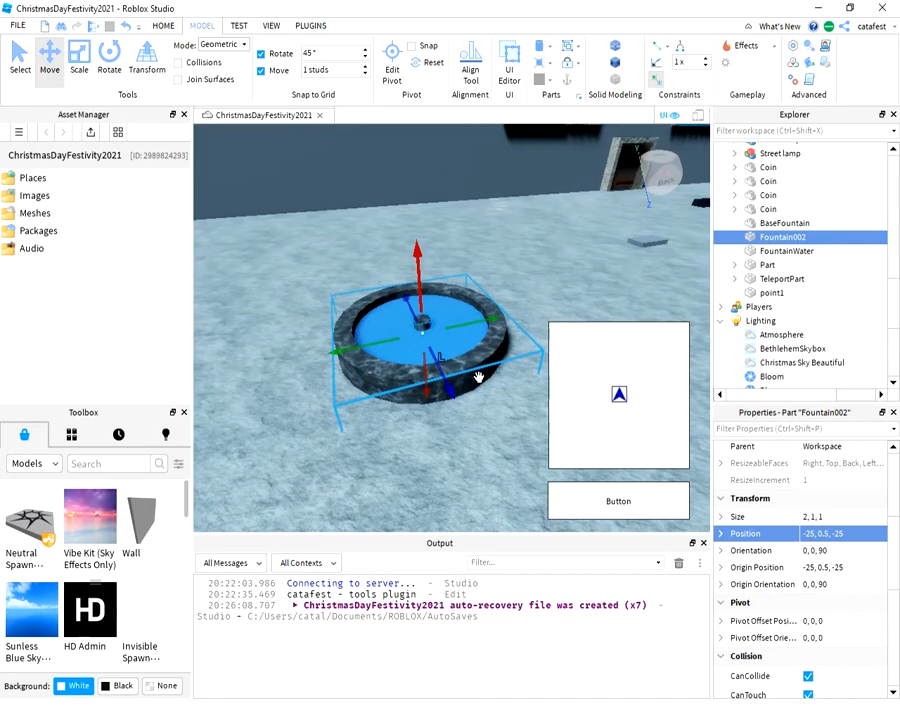 ChristmasDayFestivity2021 - Roblox Studio
FILE HOME MODEL TEST VIEW PLUGINS What's New catafest
Select Move Scale Rotate Transform
Mode: Geometric
Collisions
Join Surfaces
Tools
Rotate 45°
Move 1 studs
Snap to Grid
Edit Pivot
Snap
Reset
Pivot
Align Tool
Alignment
UI Editor
UI
Parts
Solid Modeling
1x
Constraints
Effects
Gameplay
Advanced
Asset Manager
ChristmasDayFestivity2021 [ID: 2989824293]
Places
Images
Meshes
Packages
Audio
Toolbox
Models Search
Neutral Spawn-...
Vibe Kit (Sky Effects Only)
Wall
HD
Sunless Blue Sky-...
HD Admin
Invisible Spawn-...
Background: White Black None
ChristmasDayFestivity2021
UI
Y
Back
Z
L
Button
Output
All Messages All Contexts Filter...
20:22:03.986 Connecting to server... - Studio
20:22:35.469 catafest - tools plugin - Edit
20:26:08.707 ChristmasDayFestivity2021 auto-recovery file was created (x7) -
Studio - C:/Users/catal/Documents/ROBLOX/AutoSaves
Explorer
Filter workspace (Ctrl+Shift+X)
Streetlamp
Coin
Coin
Coin
Coin
BaseFountain
Fountain002
FountainWater
Part
TeleportPart
point1
Players
Lighting
Atmosphere
BethlehemSkybox
Christmas Sky Beautiful
Bloom
Properties - Part "Fountain002"
Filter Properties (Ctrl+Shift+P)
Parent Workspace
ResizeableFaces Right, Top, Back, Left...
ResizeIncrement 1
Transform
Size 2, 1, 1
Position -25, 0.5, -25
Orientation 0, 0, 90
Origin Position -25, 0.5, -25
Origin Orientation 0, 0, 90
Pivot
Pivot Offset Posi... 0, 0, 0
Pivot Offset Orie... 0, 0, 0
Collision
CanCollide
CanTouch